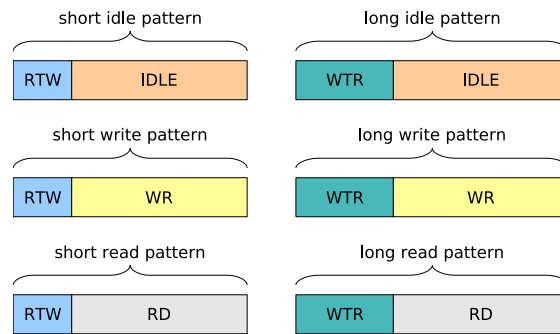 short idle pattern long idle pattern
RTW IDLE WTR IDLE
short write pattern long write pattern
RTW WR WTR WR
short read pattern long read pattern
RTW RD WTR RD